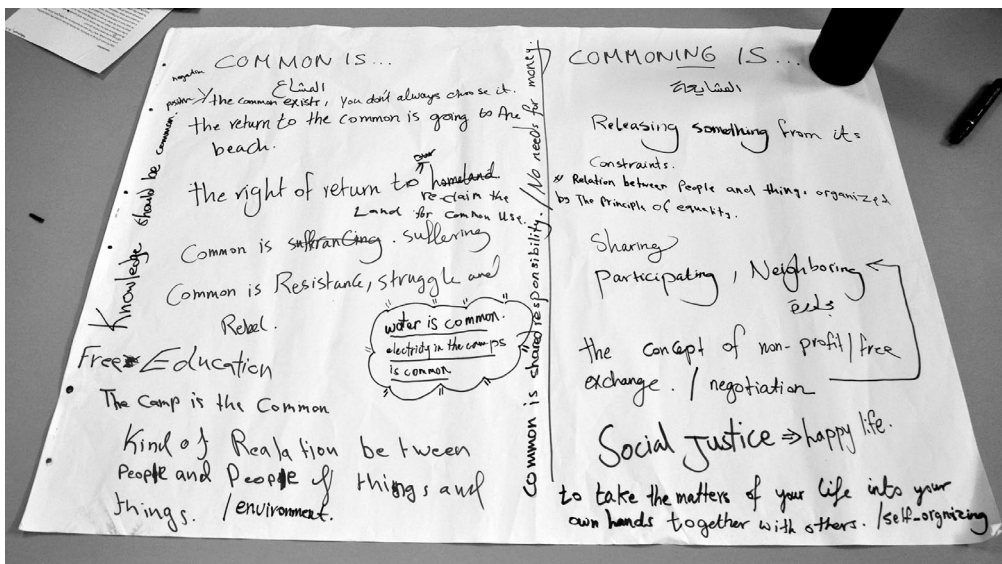 COMMON IS...
المشاع
negative
positive > the common exists, you don't always choose it.
the return to the common is going to the
beach.
the right of return to homeland
over
reclaim the
Land for common use.
Common is suffrancing. suffering
Common is Resistance, struggle and
Rebel.
water is common.
electricity in the camps
is common
Free Education
The Camp is the Common
Kind of Realation between
People and People of things and
things. /environment.
Knowledge should be common.
Common is shared responsibility. / No needs for money.
COMMONING IS...
المشايعة
Releasing something from its
Constraints.
// Relation between People and things organized
by The Principle of equality.
Sharing
Participating, Neighboring
the concept of non-profit/free
exchange. / negotiation
Social Justice ⇒ happy life.
to take the matters of your life into your
own hands together with others. /self-orgnizing